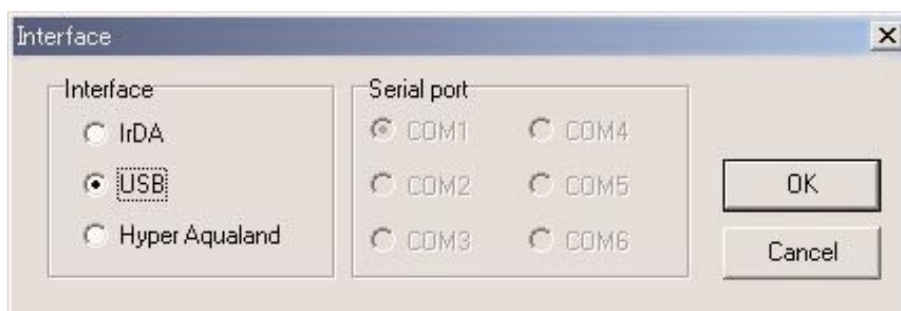 Interface
Interface
IrDA
USB
Hyper Aqualand
Serial port
COM1
COM4
COM2
COM5
COM3
COM6
OK
Cancel